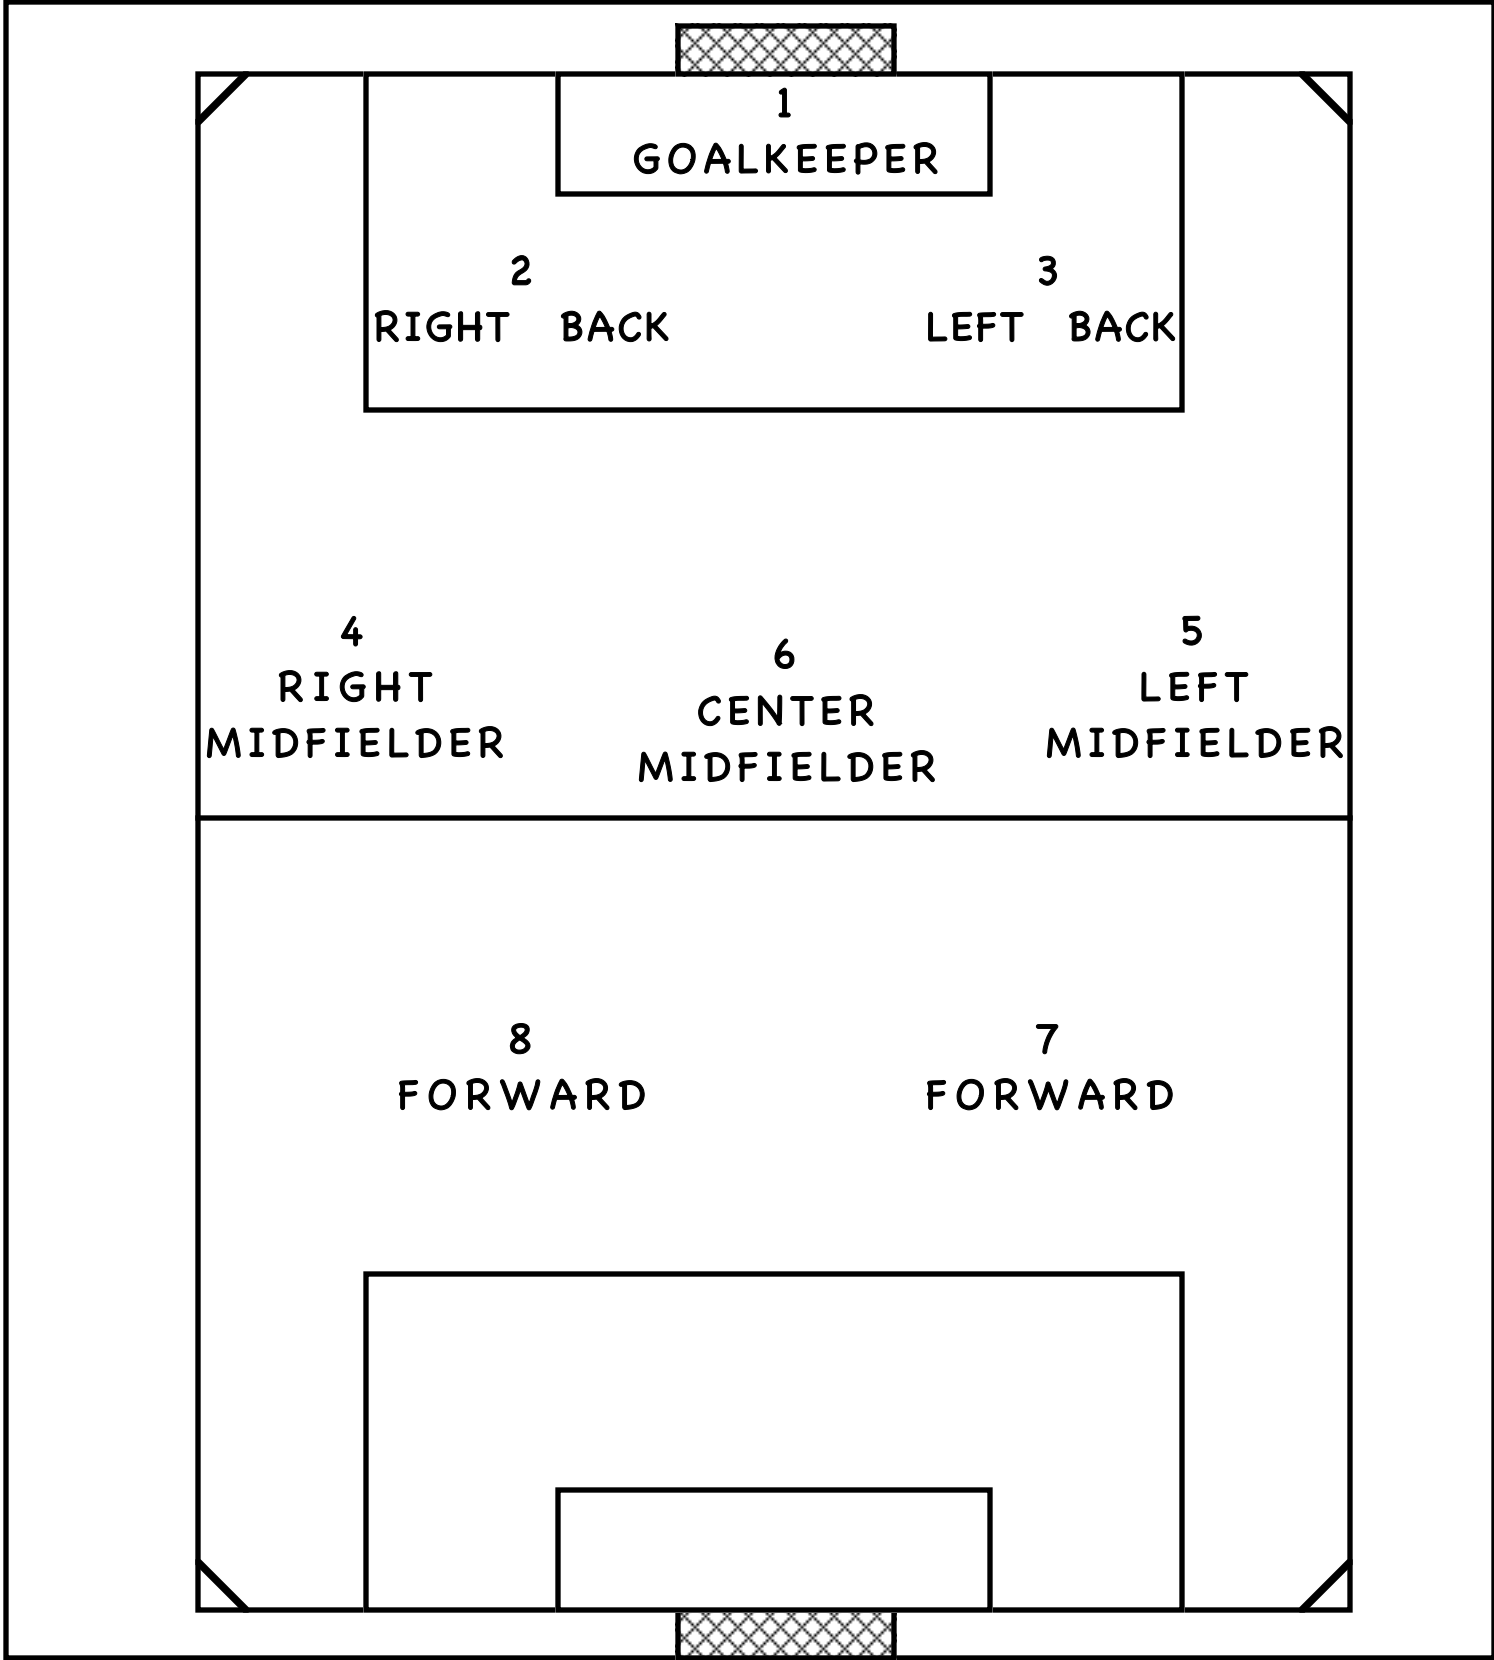 1
GOALKEEPER
2
RIGHT BACK
3
LEFT BACK
4
RIGHT
MIDFIELDER
6
CENTER
MIDFIELDER
5
LEFT
MIDFIELDER
8
FORWARD
7
FORWARD